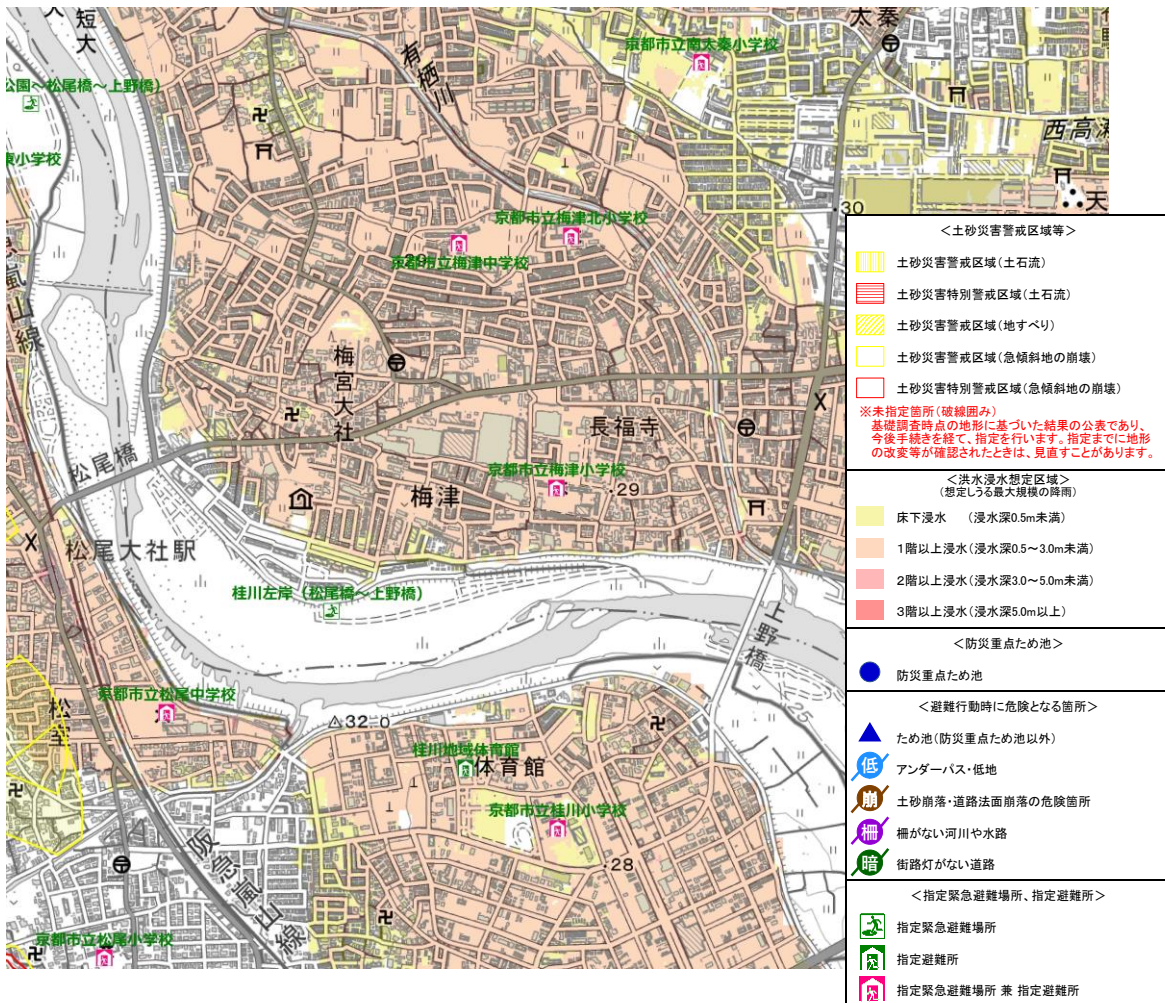 短大
太秦
有栖川
京都市立南太秦小学校
公園～松尾橋～上野橋)
西高瀬
東小学校
天
30
京都市立梅津北小学校
京都市立梅津中学校
29
嵐山線
梅宮大社
長福寺
松尾橋
京都市立梅津小学校
梅津
29
松尾大社駅
桂川左岸(松尾橋～上野橋)
上野橋
25
京都市立松尾中学校
松室
32.0
桂川地域体育館
体育館
京都市立桂川小学校
28
阪急嵐山線
京都市立松尾小学校
＜土砂災害警戒区域等＞
土砂災害警戒区域(土石流)
土砂災害特別警戒区域(土石流)
土砂災害警戒区域(地すべり)
土砂災害警戒区域(急傾斜地の崩壊)
土砂災害特別警戒区域(急傾斜地の崩壊)
※未指定箇所(破線囲み)
基礎調査時点の地形に基づいた結果の公表であり、
今後手続きを経て、指定を行います。指定までに地形
の改変等が確認されたときは、見直すことがあります。
＜洪水浸水想定区域＞
(想定しうる最大規模の降雨)
床下浸水　(浸水深0.5m未満)
1階以上浸水(浸水深0.5～3.0m未満)
2階以上浸水(浸水深3.0～5.0m未満)
3階以上浸水(浸水深5.0m以上)
＜防災重点ため池＞
防災重点ため池
＜避難行動時に危険となる箇所＞
ため池(防災重点ため池以外)
低 アンダーパス・低地
崩 土砂崩落・道路法面崩落の危険箇所
柵 柵がない河川や水路
暗 街路灯がない道路
＜指定緊急避難場所、指定避難所＞
指定緊急避難場所
指定避難所
指定緊急避難場所 兼 指定避難所